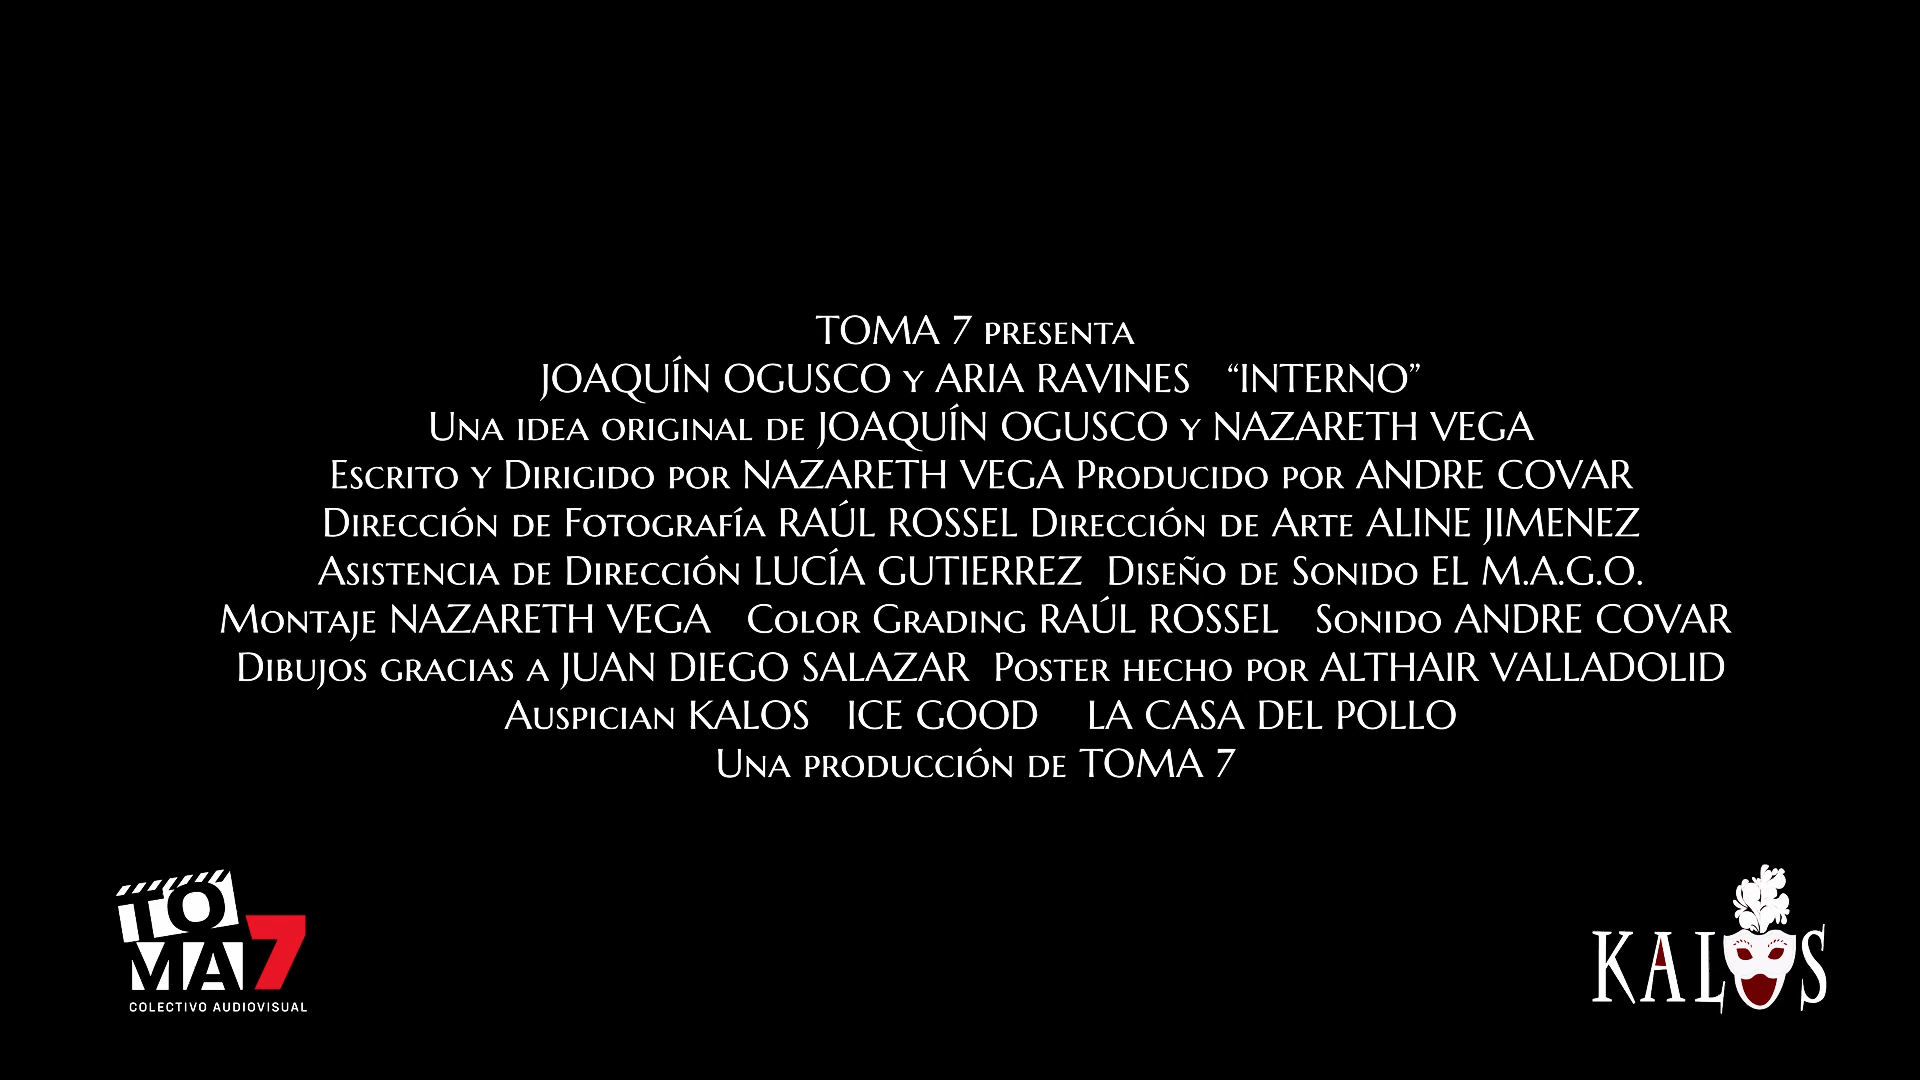 TOMA 7 PRESENTA
JOAQUÍN OGUSCO Y ARIA RAVINES “INTERNO”
UNA IDEA ORIGINAL DE JOAQUÍN OGUSCO Y NAZARETH VEGA
ESCRITO Y DIRIGIDO POR NAZARETH VEGA PRODUCIDO POR ANDRE COVAR
DIRECCIÓN DE FOTOGRAFÍA RAÚL ROSSEL DIRECCIÓN DE ARTE ALINE JIMENEZ
ASISTENCIA DE DIRECCIÓN LUCÍA GUTIERREZ DISEÑO DE SONIDO EL M.A.G.O.
MONTAJE NAZARETH VEGA COLOR GRADING RAÚL ROSSEL SONIDO ANDRE COVAR
DIBUJOS GRACIAS A JUAN DIEGO SALAZAR POSTER HECHO POR ALTHAIR VALLADOLID
AUSPICIAN KALOS ICE GOOD LA CASA DEL POLLO
UNA PRODUCCIÓN DE TOMA 7
TO
MA7
COLECTIVO AUDIOVISUAL
KALOS